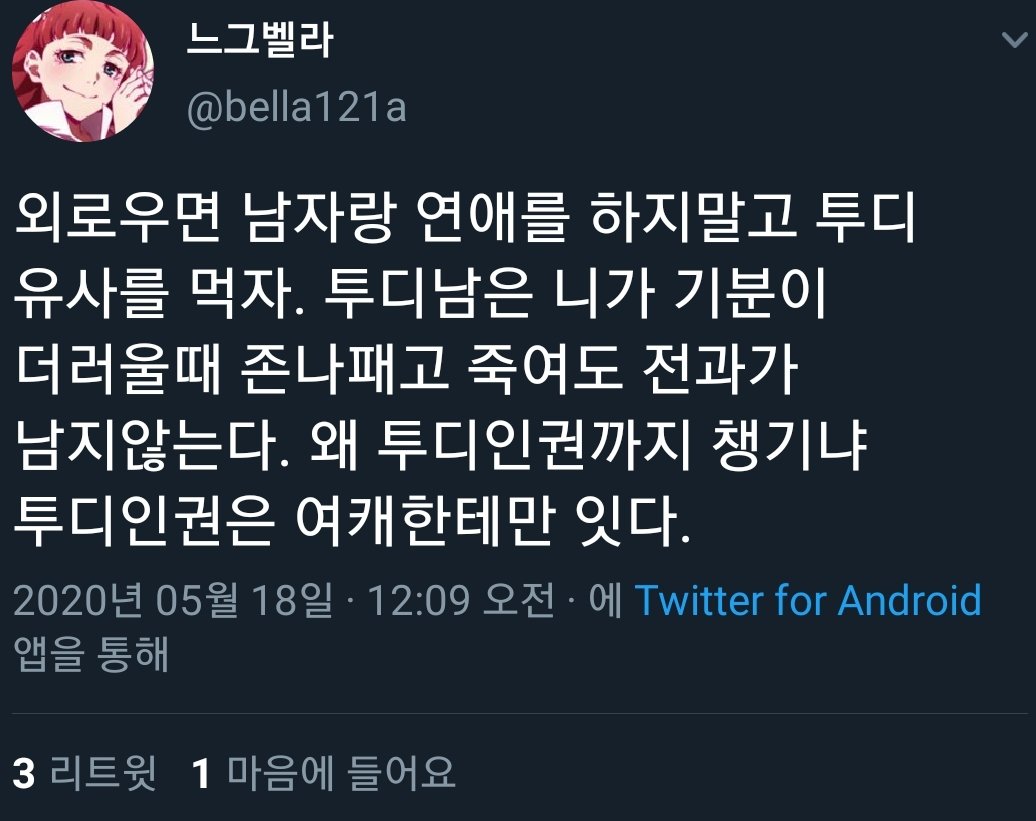 느그벨라
@bella121a
외로우면 남자랑 연애를 하지말고 투디
유사를 먹자. 투디남은 니가 기분이
더러울때 존나패고 죽여도 전과가
남지않는다. 왜 투디인권까지 챙기냐
투디인권은 여캐한테만 잇다.
2020년 05월 18일 · 12:09 오전 · 에 Twitter for Android
앱을 통해
3 리트윗 1 마음에 들어요